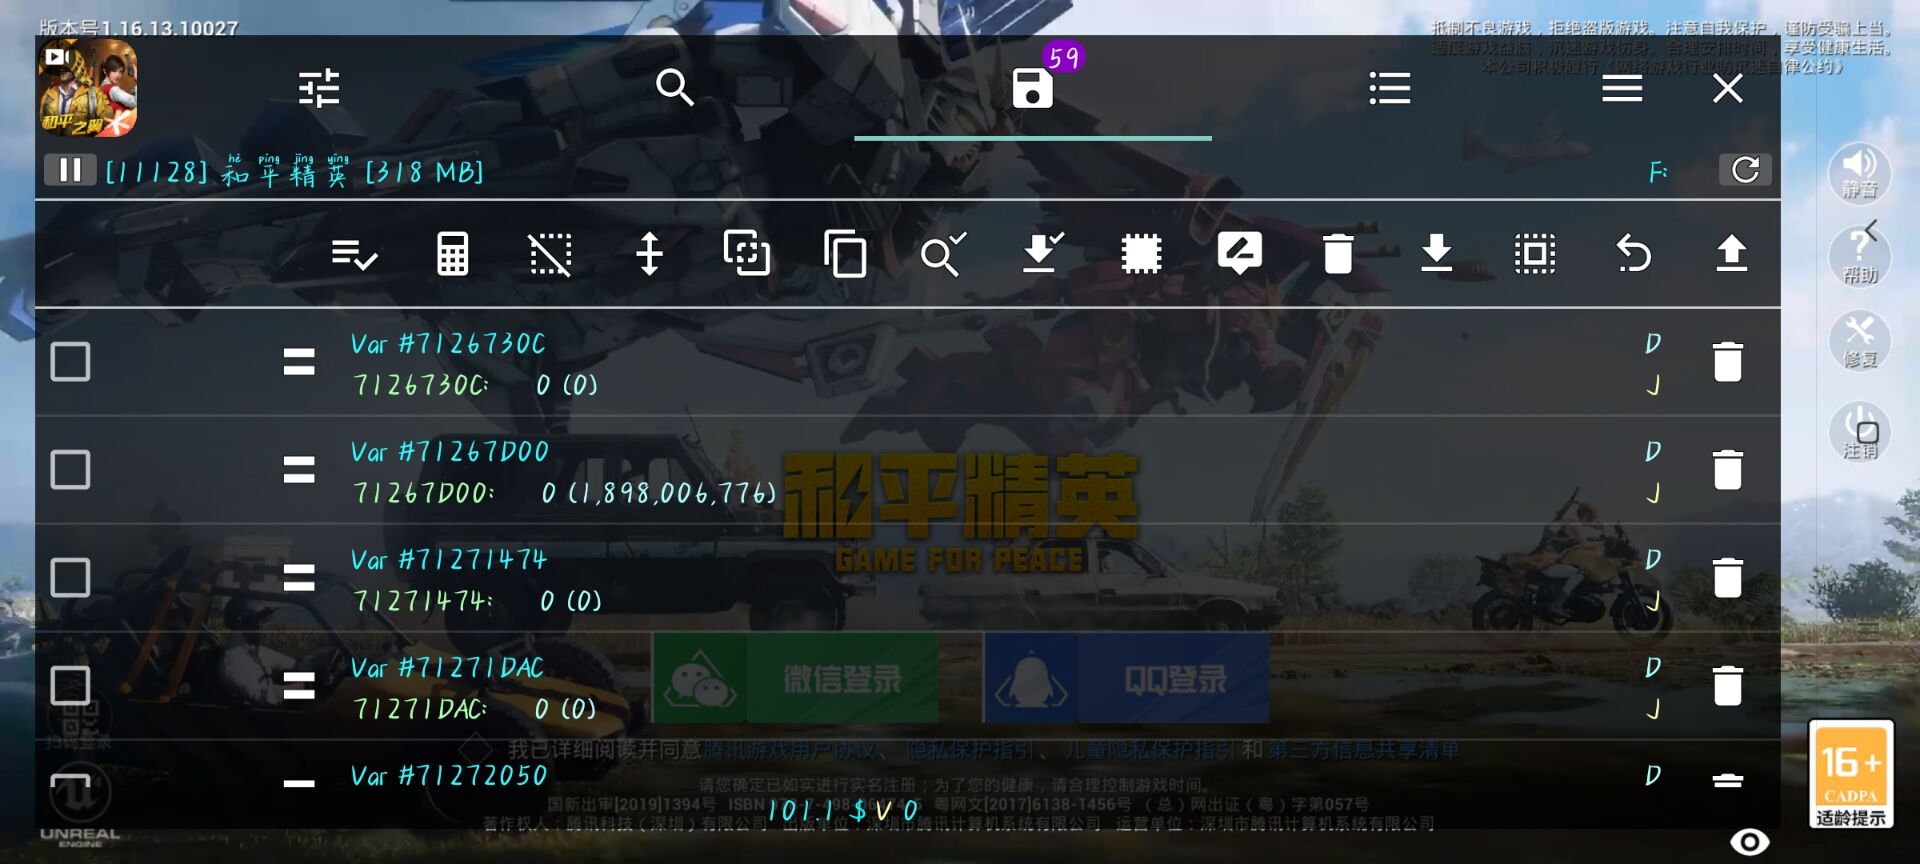 版本号1.16.13.10027
抵制不良游戏，拒绝盗版游戏。注意自我保护，谨防受骗上当。
适度游戏益脑，沉迷游戏伤身。合理安排时间，享受健康生活。
本公司积极履行《网络游戏行业防沉迷自律公约》
59
和平之翼
[11128] 和平精英 [318 MB]
hé píng jīng yīng
F:
静音
帮助
修复
注销
Var #7126730C
D
7126730C: 0 (0)
J
Var #71267D00
D
71267D00: 0 (1,898,006,776)
J
和平精英
GAME FOR PEACE
Var #71271474
D
71271474: 0 (0)
J
Var #71271DAC
D
71271DAC: 0 (0)
J
微信登录
QQ登录
扫码登录
我已详细阅读并同意腾讯游戏用户协议、隐私保护指引、儿童隐私保护指引和第三方信息共享清单
Var #71272050
D
请您确定已如实进行实名注册；为了您的健康，请合理控制游戏时间。
国新出审[2019]1394号 ISBN 粤网文[2017]6138-1456号 （总）网出证（粤）字第057号
101.1 $ V 0
著作权人：腾讯科技（深圳）有限公司 出版单位：深圳市腾讯计算机系统有限公司 运营单位：深圳市腾讯计算机系统有限公司
UNREAL
ENGINE
16+
CADPA
适龄提示